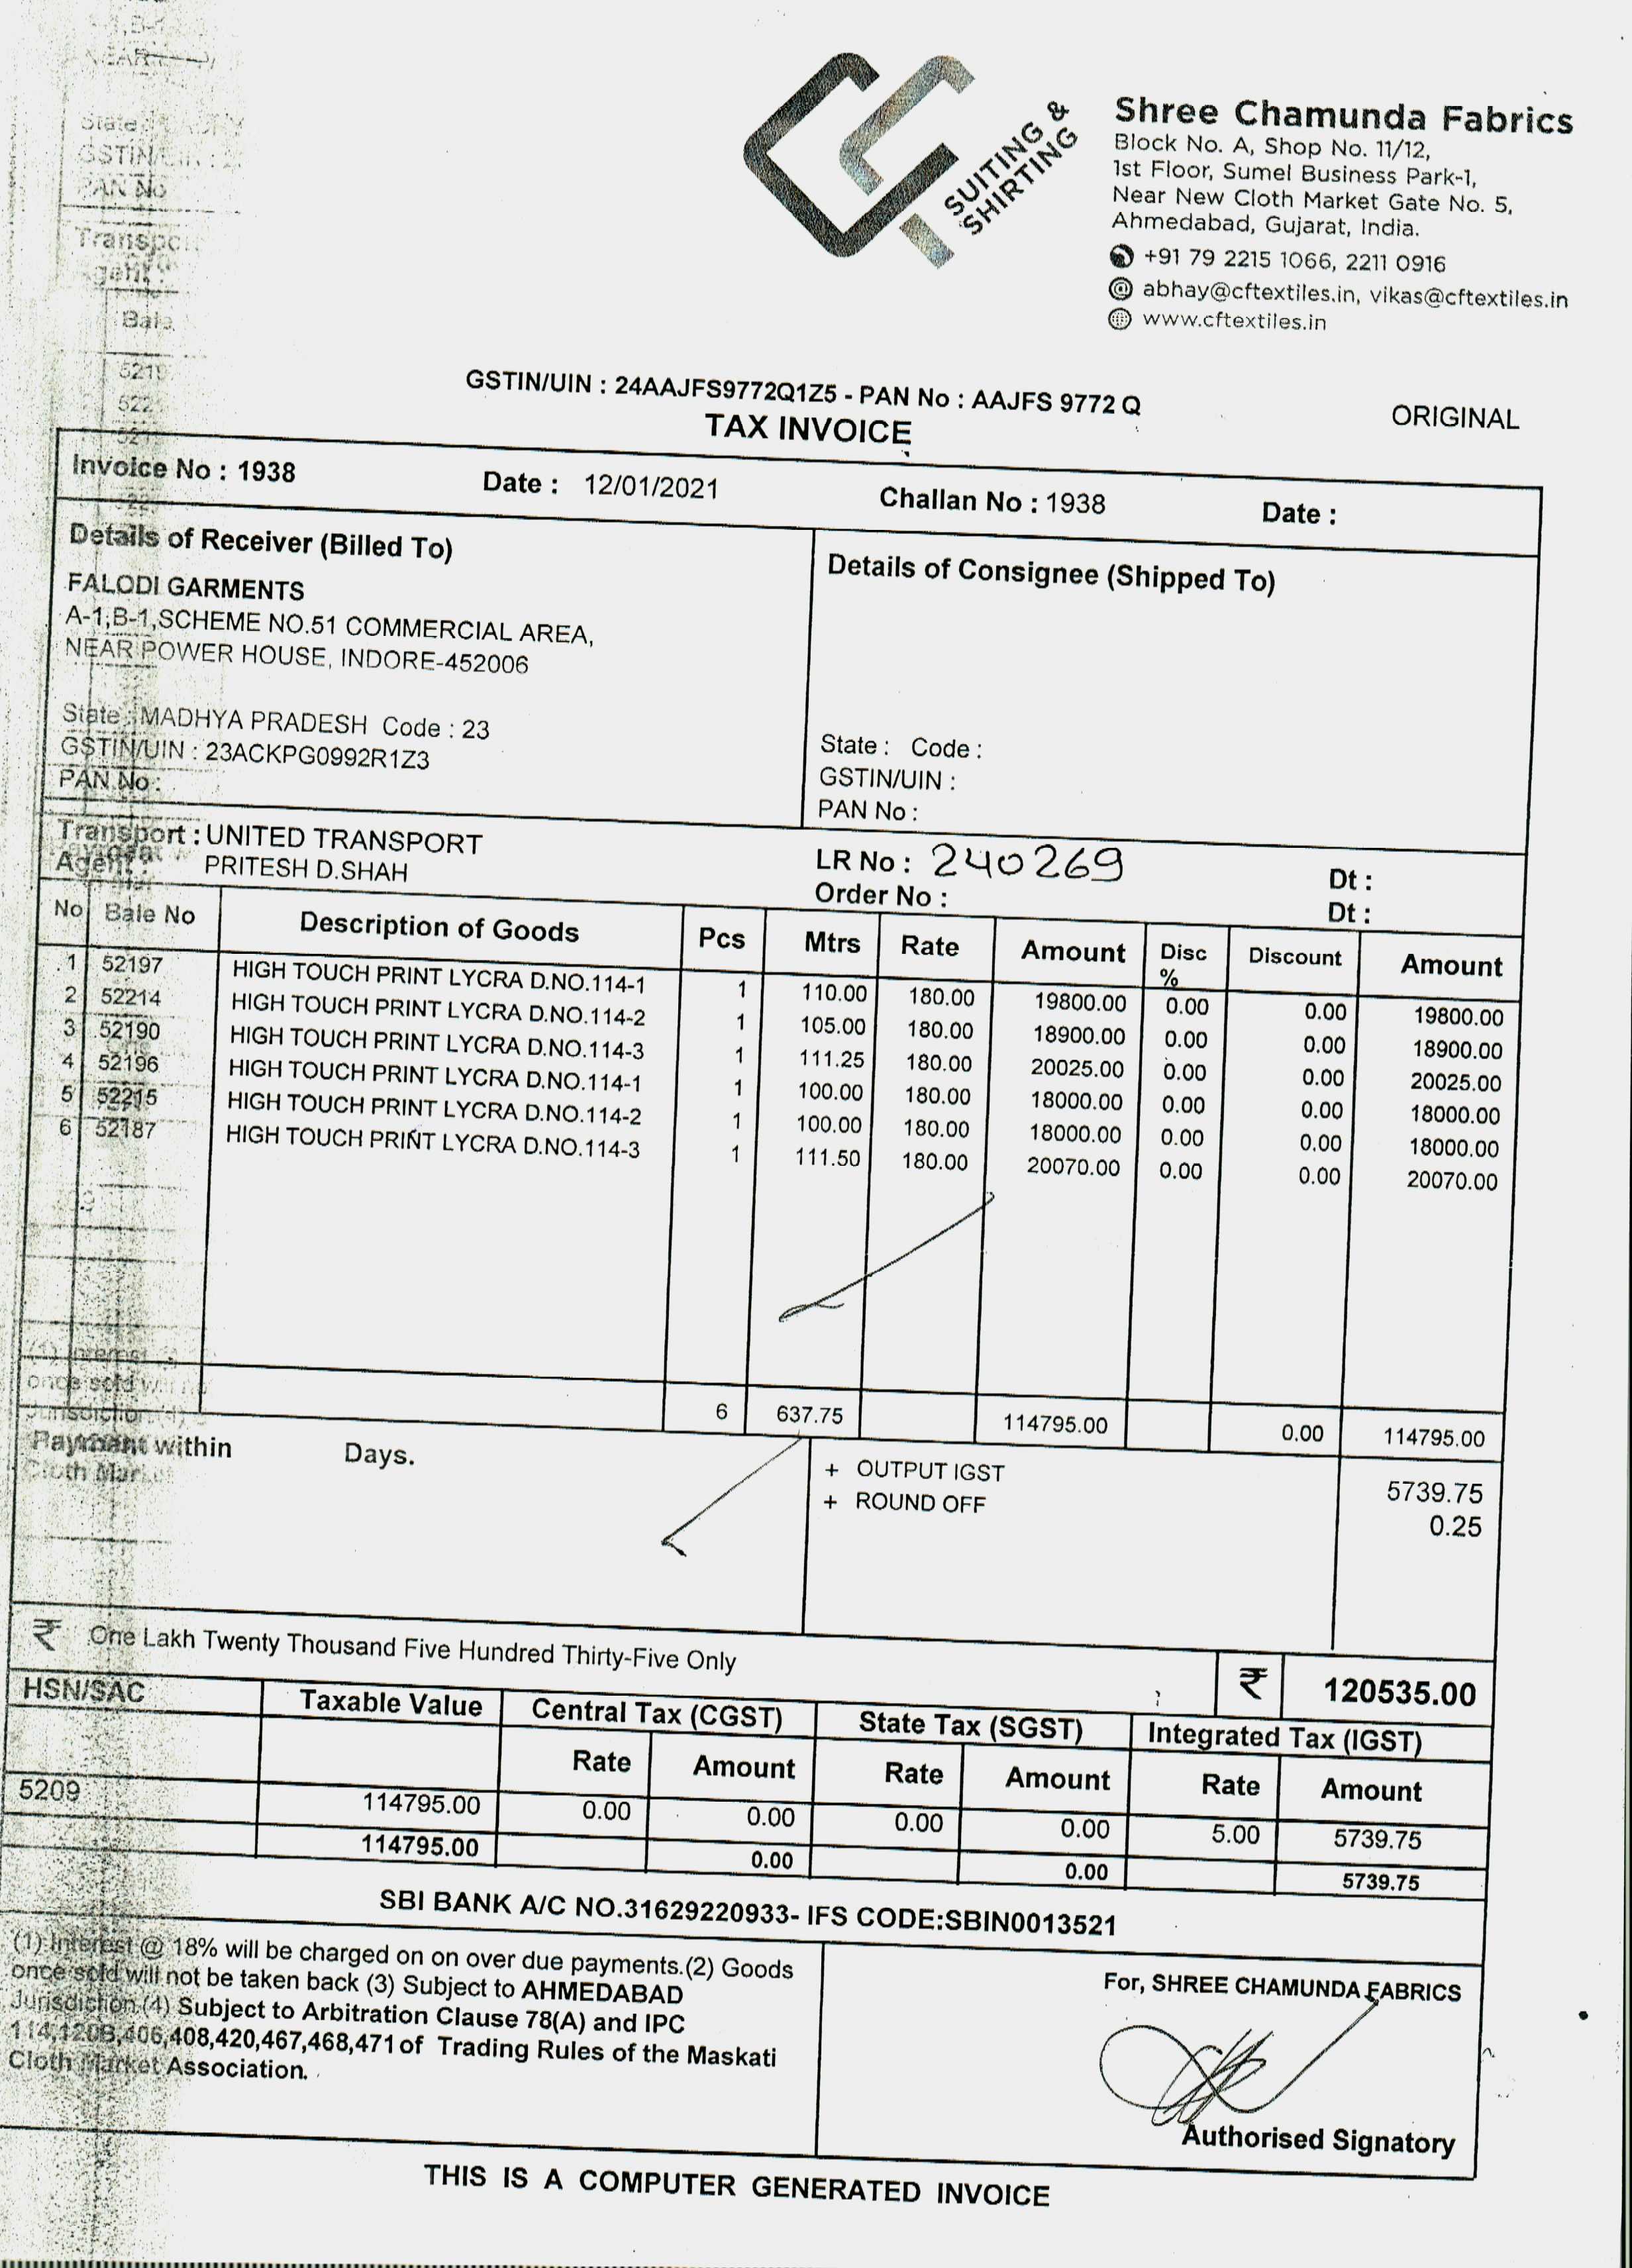 SUITING &
SHIRTING
Shree Chamunda Fabrics
Block No. A, Shop No. 11/12,
1st Floor, Sumel Business Park-1,
Near New Cloth Market Gate No. 5,
Ahmedabad, Gujarat, India.
+91 79 2215 1066, 2211 0916
abhay@cftextiles.in, vikas@cftextiles.in
www.cftextiles.in
GSTIN/UIN : 24AAJFS9772Q1Z5 - PAN No : AAJFS 9772 Q
TAX INVOICE
ORIGINAL
Invoice No : 1938 Date : 12/01/2021 Challan No : 1938 Date :
Details of Receiver (Billed To)
FALODI GARMENTS
A-1,B-1,SCHEME NO.51 COMMERCIAL AREA,
NEAR POWER HOUSE, INDORE-452006
State : MADHYA PRADESH Code : 23
GSTIN/UIN : 23ACKPG0992R1Z3
PAN No :
Details of Consignee (Shipped To)
State : Code :
GSTIN/UIN :
PAN No :
Transport : UNITED TRANSPORT
Agent : PRITESH D.SHAH
LR No : 240269 Dt :
Order No : Dt :
No Bale No Description of Goods Pcs Mtrs Rate Amount Disc % Discount Amount
1 52197 HIGH TOUCH PRINT LYCRA D.NO.114-1 1 110.00 180.00 19800.00 0.00 0.00 19800.00
2 52214 HIGH TOUCH PRINT LYCRA D.NO.114-2 1 105.00 180.00 18900.00 0.00 0.00 18900.00
3 52190 HIGH TOUCH PRINT LYCRA D.NO.114-3 1 111.25 180.00 20025.00 0.00 0.00 20025.00
4 52196 HIGH TOUCH PRINT LYCRA D.NO.114-1 1 100.00 180.00 18000.00 0.00 0.00 18000.00
5 52215 HIGH TOUCH PRINT LYCRA D.NO.114-2 1 100.00 180.00 18000.00 0.00 0.00 18000.00
6 52187 HIGH TOUCH PRINT LYCRA D.NO.114-3 1 111.50 180.00 20070.00 0.00 0.00 20070.00
6 637.75 114795.00 0.00 114795.00
Payment within Days.
+ OUTPUT IGST 5739.75
+ ROUND OFF 0.25
₹ One Lakh Twenty Thousand Five Hundred Thirty-Five Only ₹ 120535.00
HSN/SAC Taxable Value Central Tax (CGST) State Tax (SGST) Integrated Tax (IGST)
Rate Amount Rate Amount Rate Amount
5209 114795.00 0.00 0.00 0.00 0.00 5.00 5739.75
114795.00 0.00 0.00 5739.75
SBI BANK A/C NO.31629220933- IFS CODE:SBIN0013521
(1) Interest @ 18% will be charged on on over due payments.(2) Goods
once sold will not be taken back (3) Subject to AHMEDABAD
Jurisdiction (4) Subject to Arbitration Clause 78(A) and IPC
114,120B,406,408,420,467,468,471 of Trading Rules of the Maskati
Cloth Market Association.
For, SHREE CHAMUNDA FABRICS
Authorised Signatory
THIS IS A COMPUTER GENERATED INVOICE